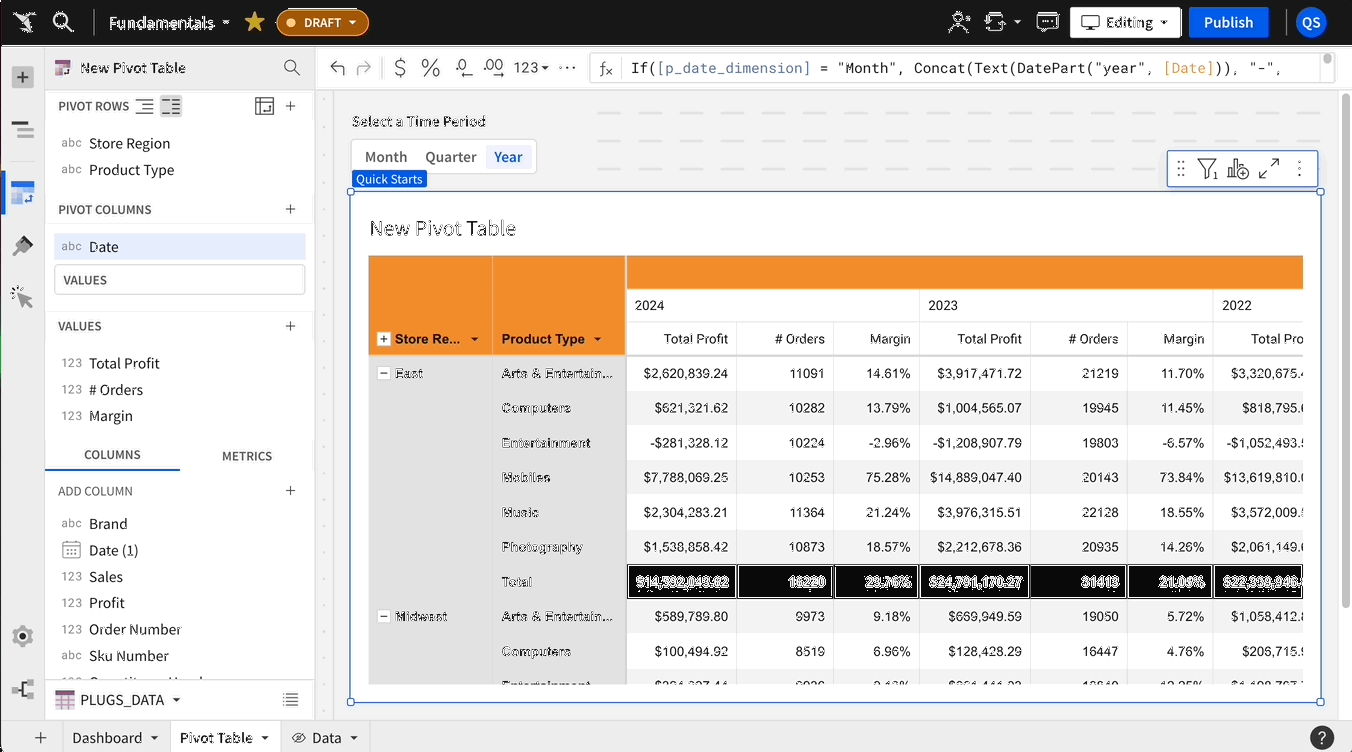 Fundamentals DRAFT Editing Publish QS
New Pivot Table
$ % .0 .00 123 If([p_date_dimension] = "Month", Concat(Text(DatePart("year", [Date])), "-",
PIVOT ROWS
abc Store Region
abc Product Type
PIVOT COLUMNS
abc Date
VALUES
VALUES
123 Total Profit
123 # Orders
123 Margin
COLUMNS METRICS
ADD COLUMN
abc Brand
Date (1)
123 Sales
123 Profit
123 Order Number
abc Sku Number
PLUGS_DATA
Select a Time Period
Month Quarter Year
Quick Starts
1
New Pivot Table
2024 2023 2022
Store Re... Product Type Total Profit # Orders Margin Total Profit # Orders Margin Total Pro
East Arts & Entertain... $2,620,839.24 11091 14.61% $3,917,471.72 21219 11.70% $3,320,675.
Computers $621,321.62 10282 13.79% $1,004,565.07 19945 11.45% $818,795.
Entertainment -$281,328.12 10224 -2.96% -$1,208,907.79 19803 -6.57% -$1,052,493.
Mobiles $7,788,069.25 10253 75.28% $14,889,047.40 20143 73.84% $13,619,810.
Music $2,304,283.21 11364 21.24% $3,976,315.51 22128 18.55% $3,572,009.
Photography $1,538,858.42 10873 18.57% $2,212,678.36 20935 14.26% $2,061,149.
Total
Midwest Arts & Entertain... $589,789.80 9973 9.18% $669,949.59 19050 5.72% $1,058,412.
Computers $100,494.92 8519 6.96% $128,428.29 16447 4.76% $206,715.
Dashboard Pivot Table Data ?